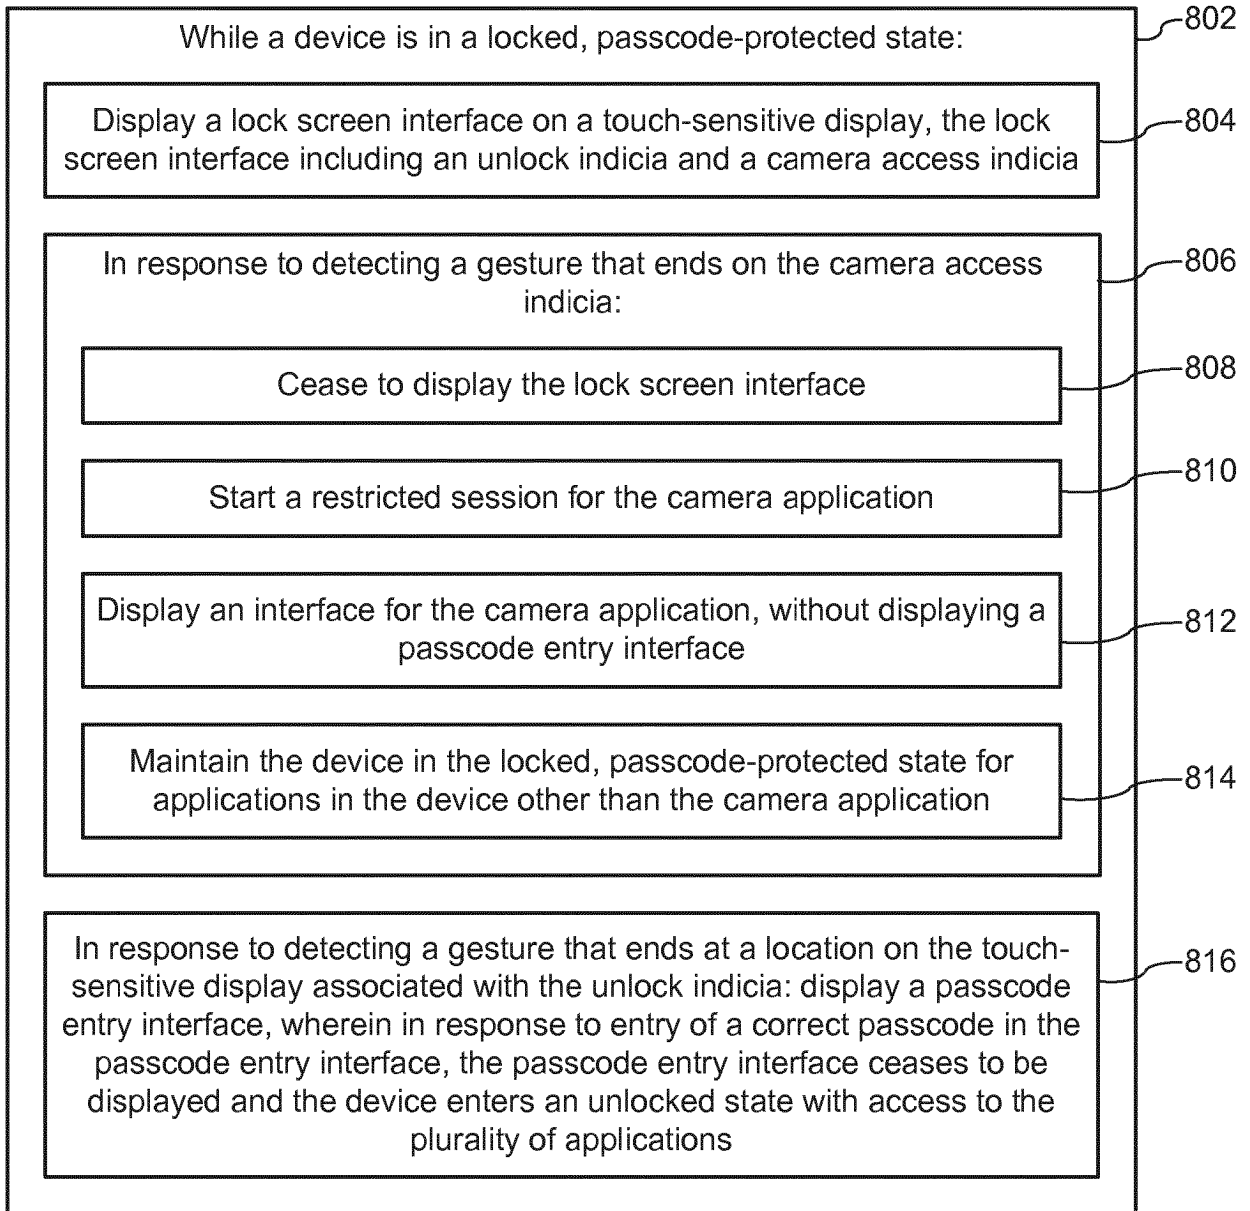 While a device is in a locked, passcode-protected state:
802
Display a lock screen interface on a touch-sensitive display, the lock
screen interface including an unlock indicia and a camera access indicia
804
In response to detecting a gesture that ends on the camera access
indicia:
806
Cease to display the lock screen interface
808
Start a restricted session for the camera application
810
Display an interface for the camera application, without displaying a
passcode entry interface
812
Maintain the device in the locked, passcode-protected state for
applications in the device other than the camera application
814
In response to detecting a gesture that ends at a location on the touch-
sensitive display associated with the unlock indicia: display a passcode
entry interface, wherein in response to entry of a correct passcode in the
passcode entry interface, the passcode entry interface ceases to be
displayed and the device enters an unlocked state with access to the
plurality of applications
816